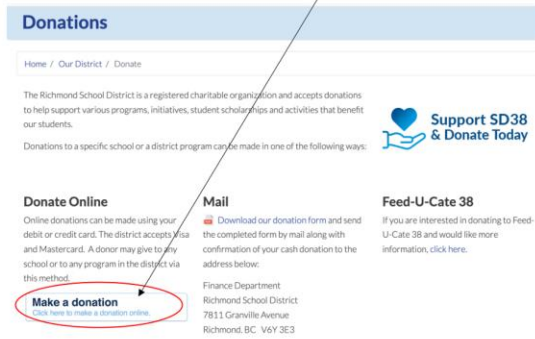 Donations
Home / Our District / Donate
The Richmond School District is a registered charitable organization and accepts donations
to help support various programs, initiatives, student scholarships and activities that benefit
our students.
Donations to a specific school or a district program can be made in one of the following ways:
Support SD38
& Donate Today
Donate Online
Online donations can be made using your
debit or credit card. The district accepts Visa
and Mastercard. A donor may give to any
school or to any program in the district via
this method.
Make a donation
Click here to make a donation online.
Mail
Download our donation form and send
the completed form by mail along with
confirmation of your cash donation to the
address below:
Finance Department
Richmond School District
7811 Granville Avenue
Richmond, BC V6Y 3E3
Feed-U-Cate 38
If you are interested in donating to Feed-
U-Cate 38 and would like more
information, click here.